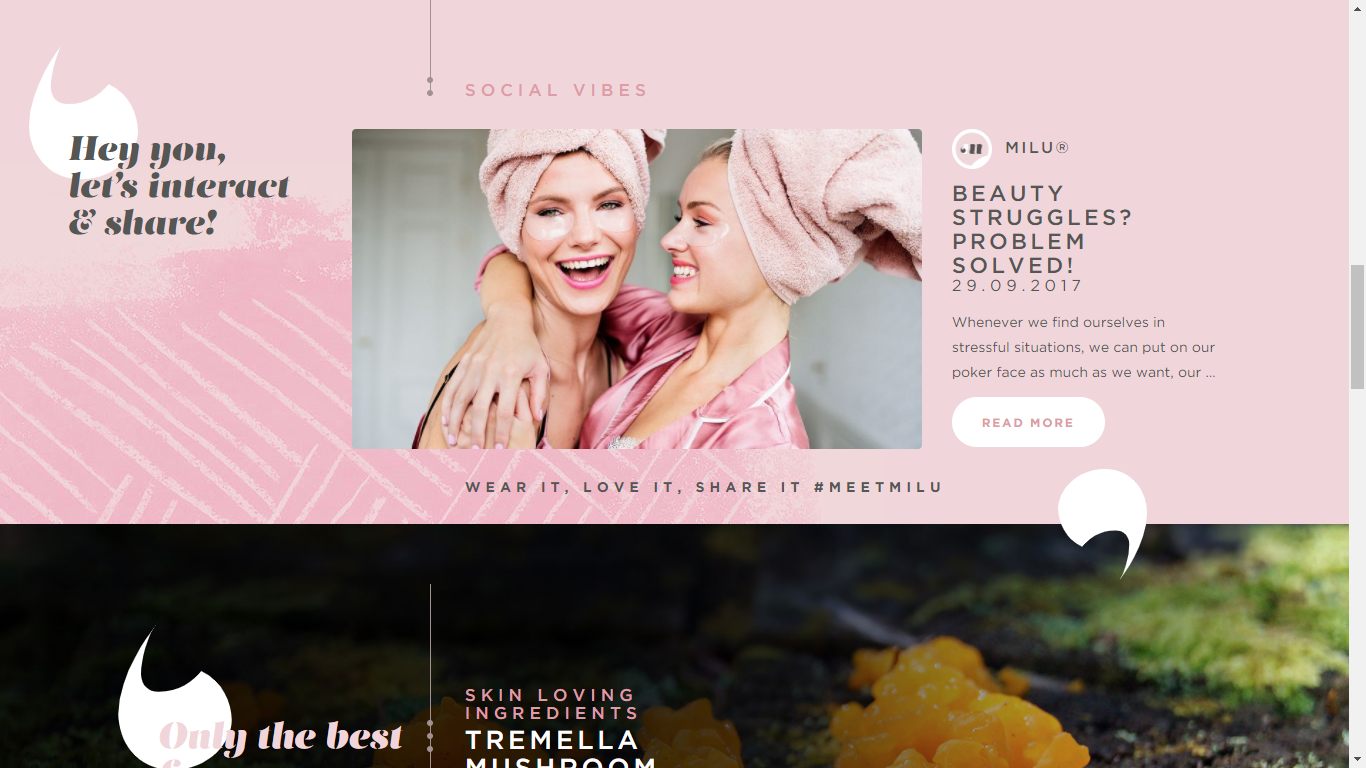 SOCIAL VIBES
Hey you,
let's interact
& share!
MILU®
BEAUTY
STRUGGLES?
PROBLEM
SOLVED!
29.09.2017
Whenever we find ourselves in
stressful situations, we can put on our
poker face as much as we want, our ...
READ MORE
WEAR IT, LOVE IT, SHARE IT #MEETMILU
Only the best
SKIN LOVING
INGREDIENTS
TREMELLA
MUSHROOM